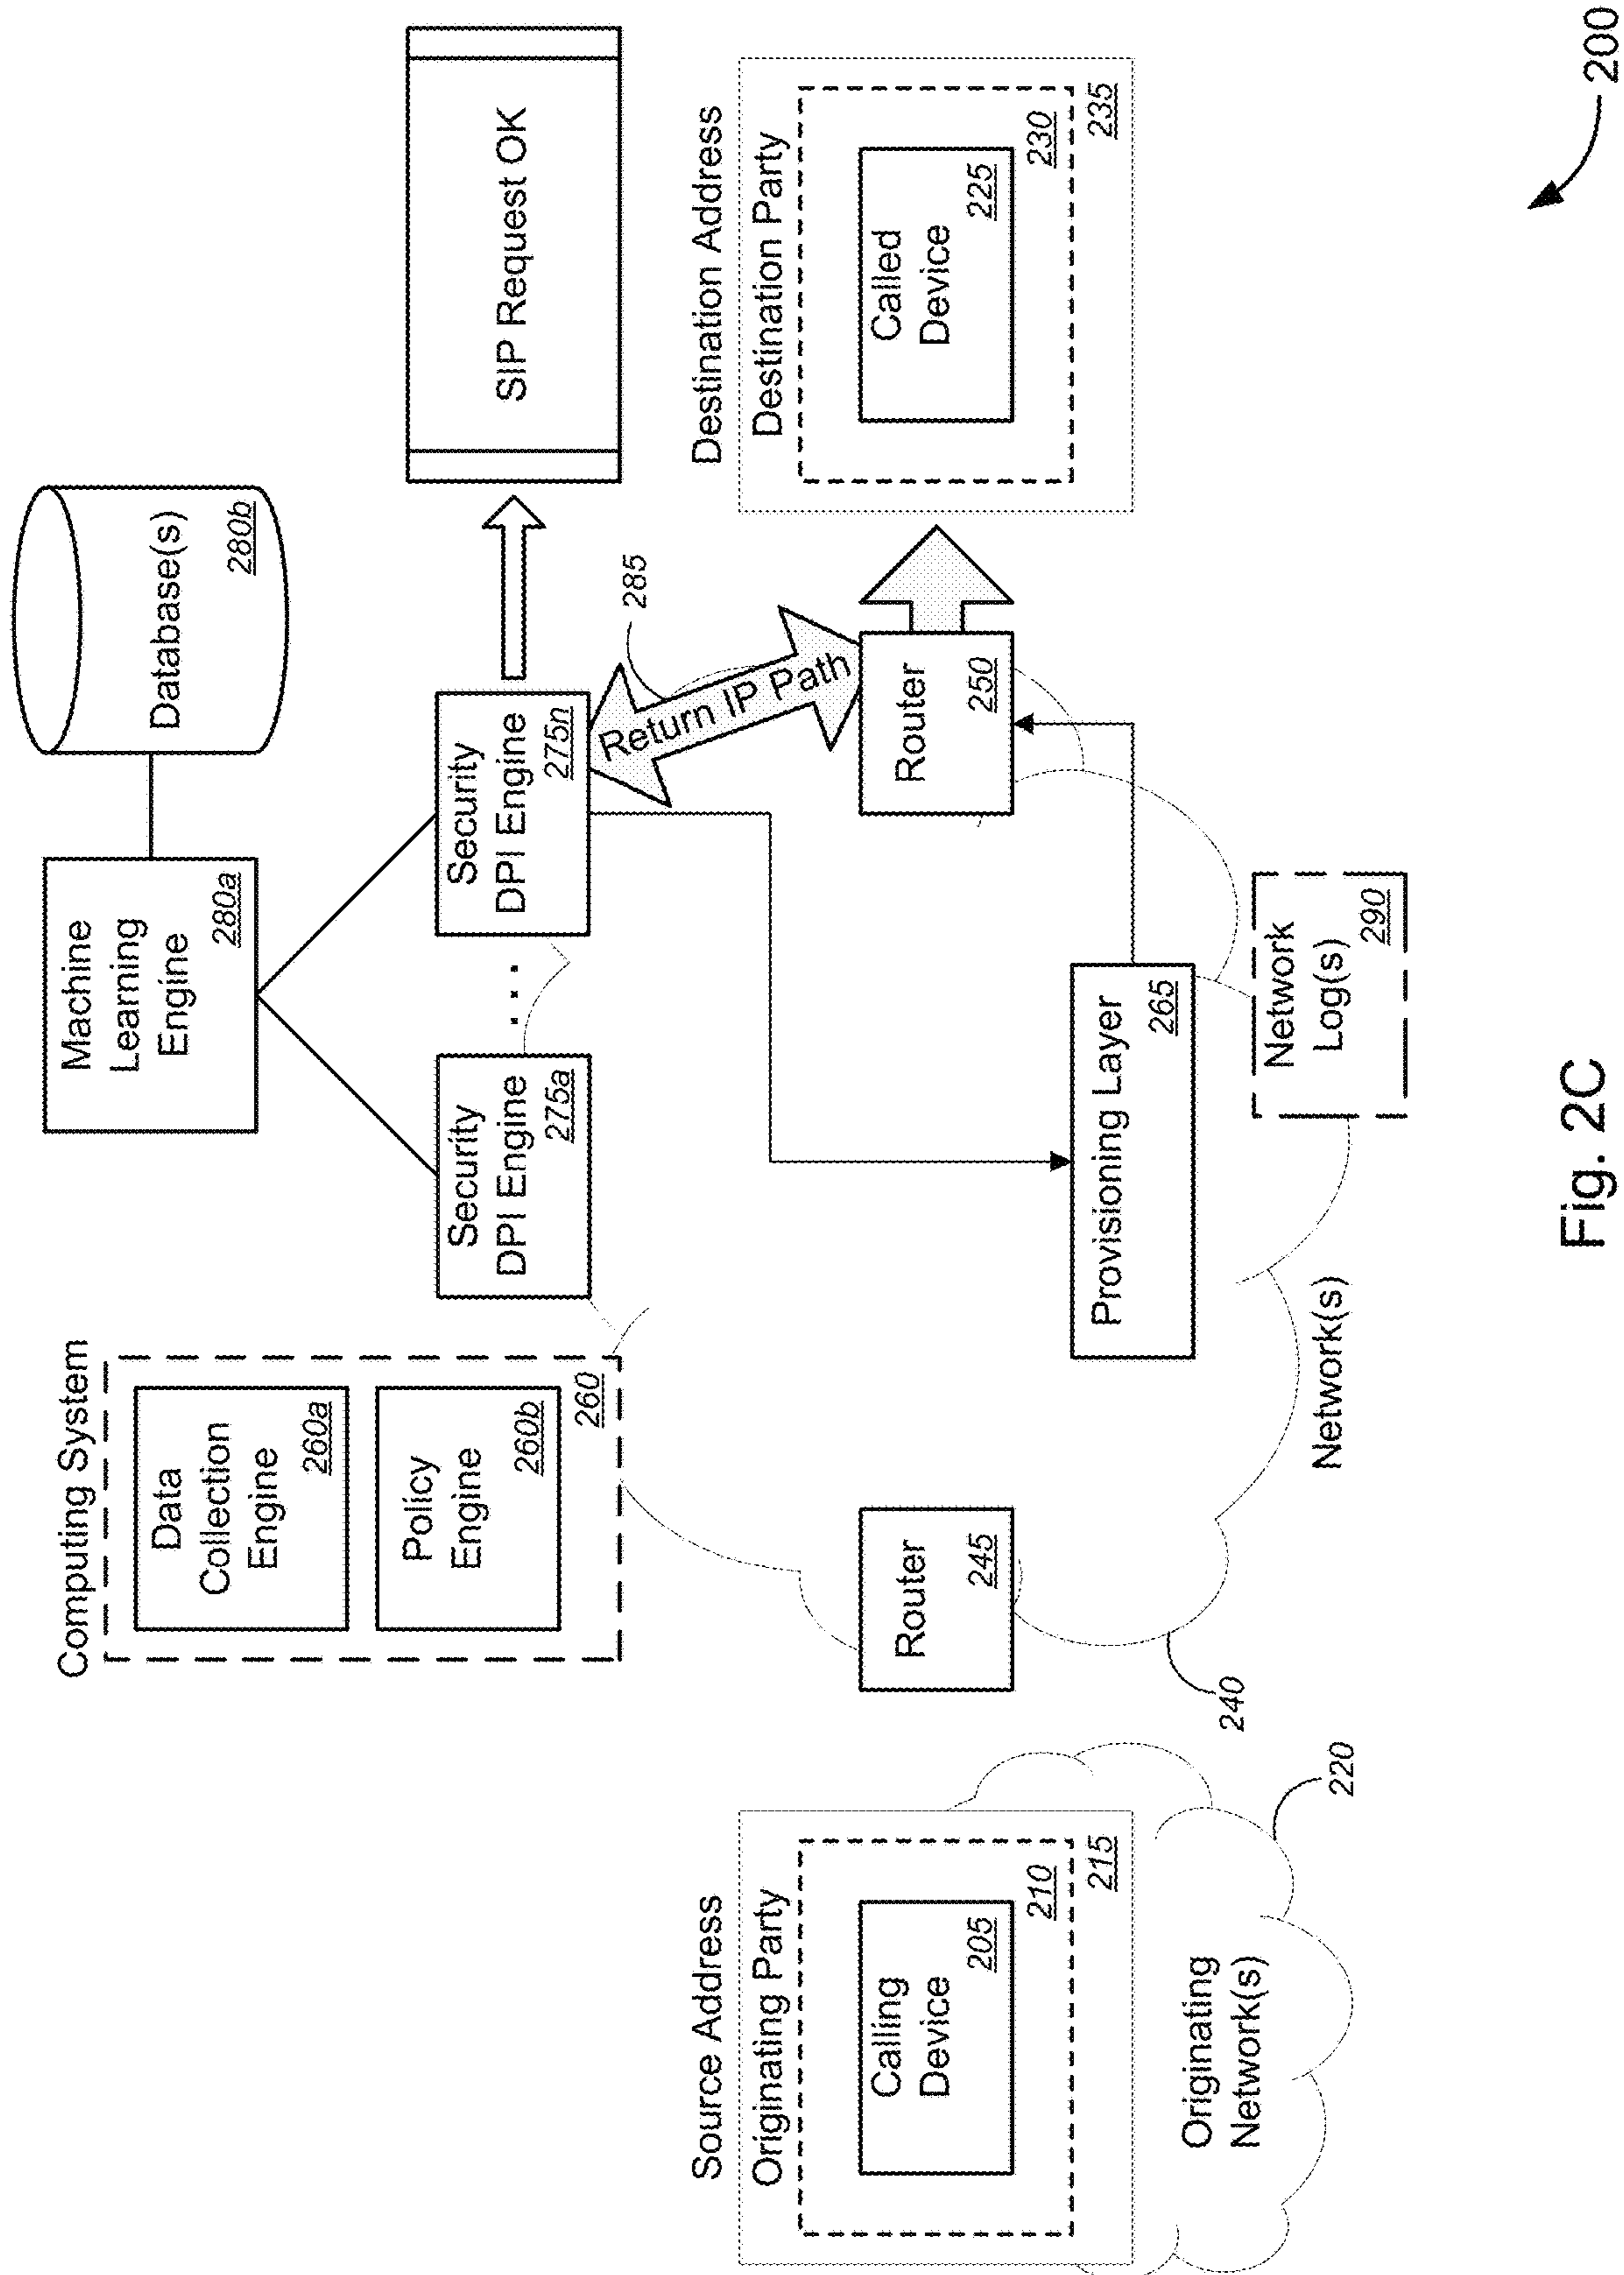 Computing System
Data
Collection
Engine
260a
Policy
Engine
260b
260
Machine
Learning
Engine
280a
Database(s)
280b
Security
DPI Engine
275a
...
Security
DPI Engine
275n
SIP Request OK
285
Return IP Path
Source Address
Originating Party
Calling
Device
205
210
215
Originating
Network(s)
220
Router
245
240
Router
250
Destination Address
Destination Party
Called
Device
225
230
235
Provisioning Layer
265
Network(s)
Network
Log(s)
290
200
Fig. 2C